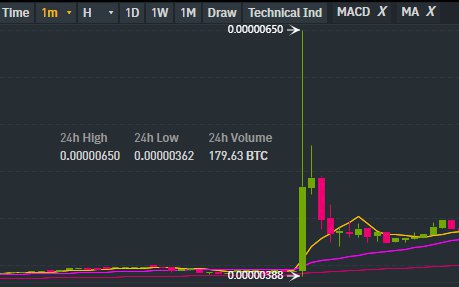 Time 1m H 1D 1W 1M Draw Technical Ind MACD X MA X
0.00000650
24h High 24h Low 24h Volume
0.00000650 0.00000362 179.63 BTC
0.00000388